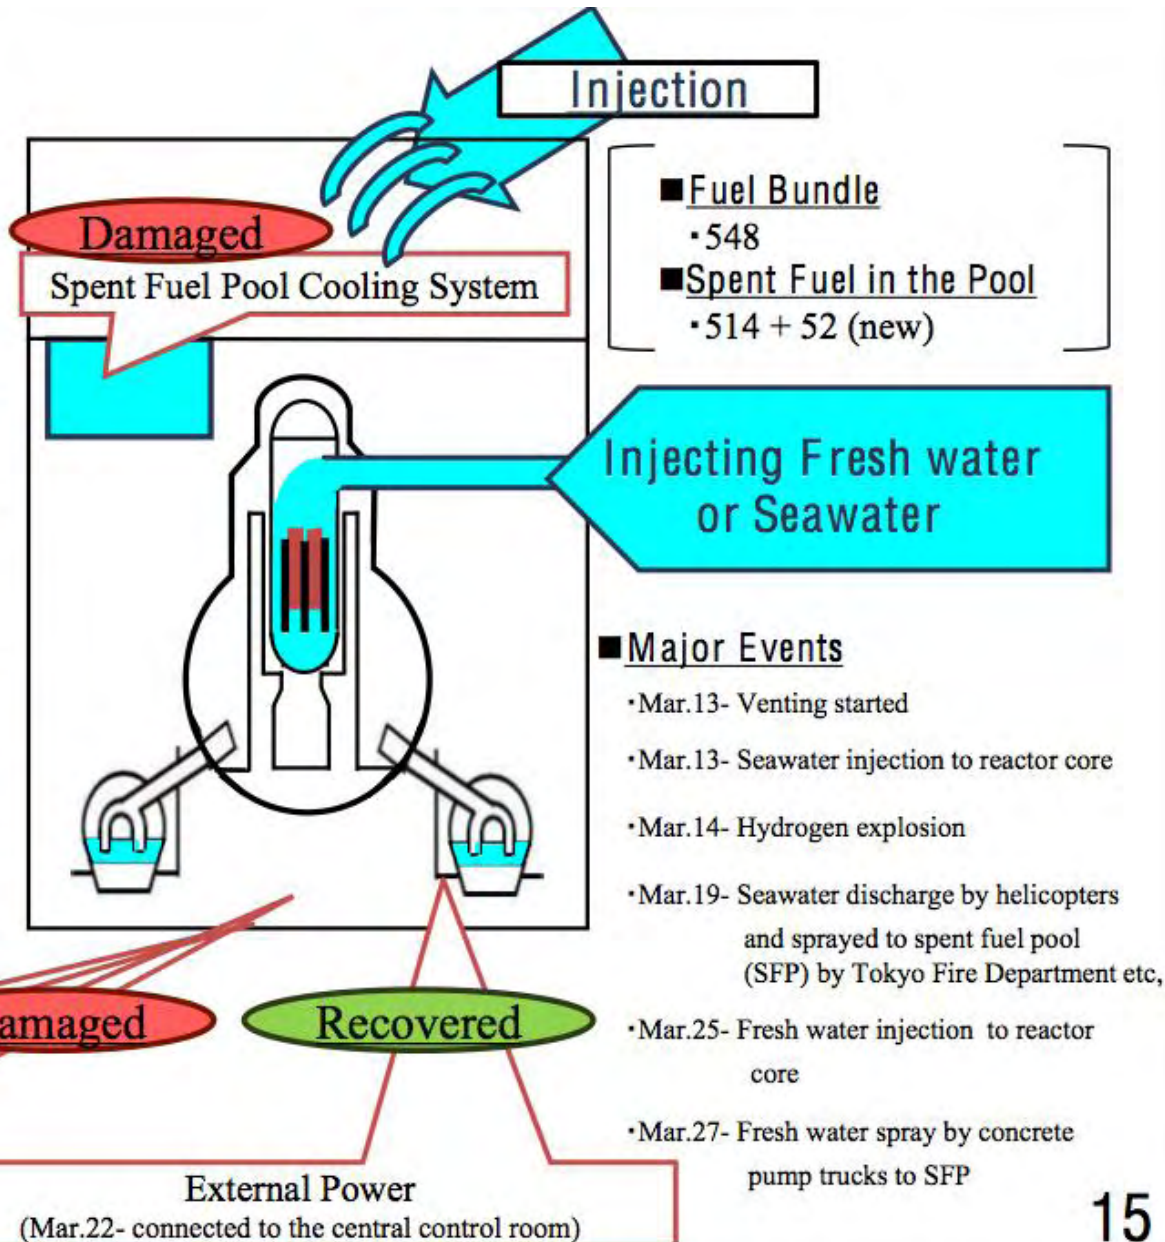 Injection
■Fuel Bundle
・548
■Spent Fuel in the Pool
・514 + 52 (new)
Damaged
Spent Fuel Pool Cooling System
Injecting Fresh water
or Seawater
■Major Events
・Mar.13- Venting started
・Mar.13- Seawater injection to reactor core
・Mar.14- Hydrogen explosion
・Mar.19- Seawater discharge by helicopters
and sprayed to spent fuel pool
(SFP) by Tokyo Fire Department etc,
・Mar.25- Fresh water injection to reactor
core
・Mar.27- Fresh water spray by concrete
pump trucks to SFP
amaged
Recovered
External Power
(Mar.22- connected to the central control room)
15